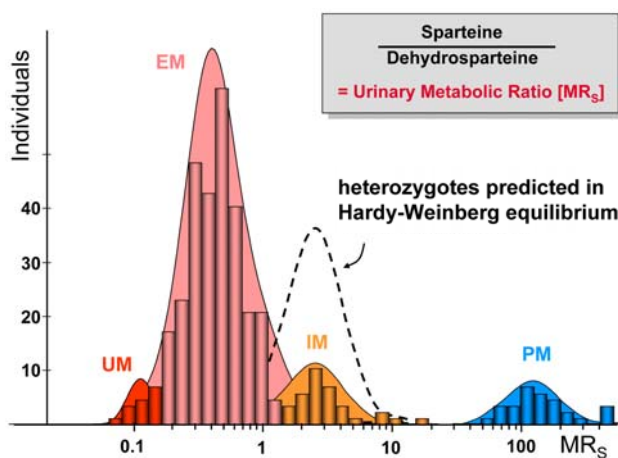 Sparteine
Dehydrosparteine
= Urinary Metabolic Ratio [MRS]
EM
Individuals
heterozygotes predicted in
Hardy-Weinberg equilibrium
40
30
20
10
UM
IM
PM
0.1
1
10
100
MRS